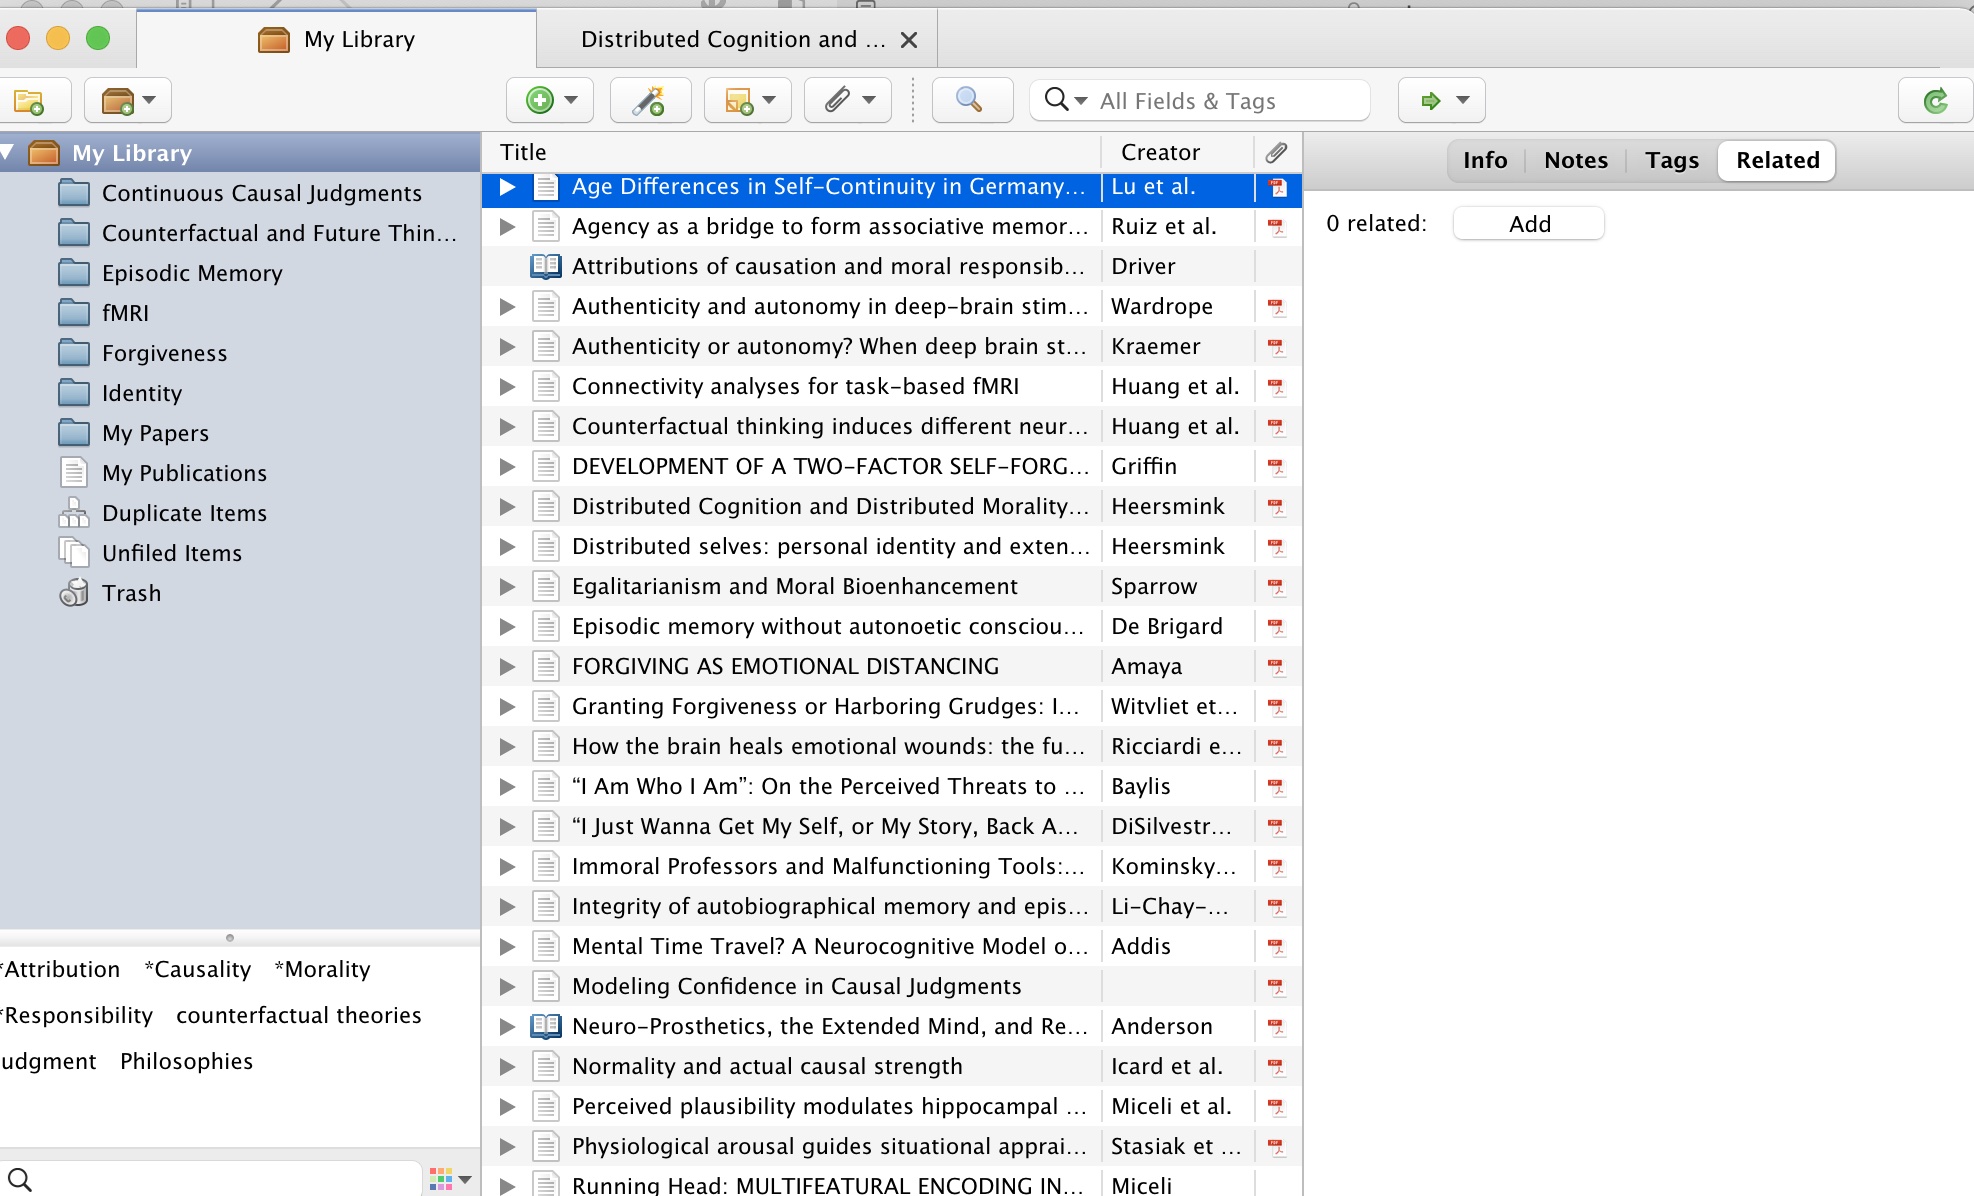 My Library
Distributed Cognition and ...
All Fields & Tags
My Library
Continuous Causal Judgments
Counterfactual and Future Thin...
Episodic Memory
fMRI
Forgiveness
Identity
My Papers
My Publications
Duplicate Items
Unfiled Items
Trash
*Attribution *Causality *Morality
*Responsibility counterfactual theories
udgment Philosophies
Title Creator
Age Differences in Self-Continuity in Germany... Lu et al.
Agency as a bridge to form associative memor... Ruiz et al.
Attributions of causation and moral responsib... Driver
Authenticity and autonomy in deep-brain stim... Wardrope
Authenticity or autonomy? When deep brain st... Kraemer
Connectivity analyses for task-based fMRI Huang et al.
Counterfactual thinking induces different neur... Huang et al.
DEVELOPMENT OF A TWO-FACTOR SELF-FORG... Griffin
Distributed Cognition and Distributed Morality... Heersmink
Distributed selves: personal identity and exten... Heersmink
Egalitarianism and Moral Bioenhancement Sparrow
Episodic memory without autonoetic consciou... De Brigard
FORGIVING AS EMOTIONAL DISTANCING Amaya
Granting Forgiveness or Harboring Grudges: I... Witvliet et...
How the brain heals emotional wounds: the fu... Ricciardi e...
“I Am Who I Am”: On the Perceived Threats to ... Baylis
“I Just Wanna Get My Self, or My Story, Back A... DiSilvestr...
Immoral Professors and Malfunctioning Tools:... Kominsky...
Integrity of autobiographical memory and epis... Li-Chay-...
Mental Time Travel? A Neurocognitive Model o... Addis
Modeling Confidence in Causal Judgments
Neuro-Prosthetics, the Extended Mind, and Re... Anderson
Normality and actual causal strength Icard et al.
Perceived plausibility modulates hippocampal ... Miceli et al.
Physiological arousal guides situational apprai... Stasiak et ...
Running Head: MULTIFEATURAL ENCODING IN... Miceli
Info Notes Tags Related
0 related: Add